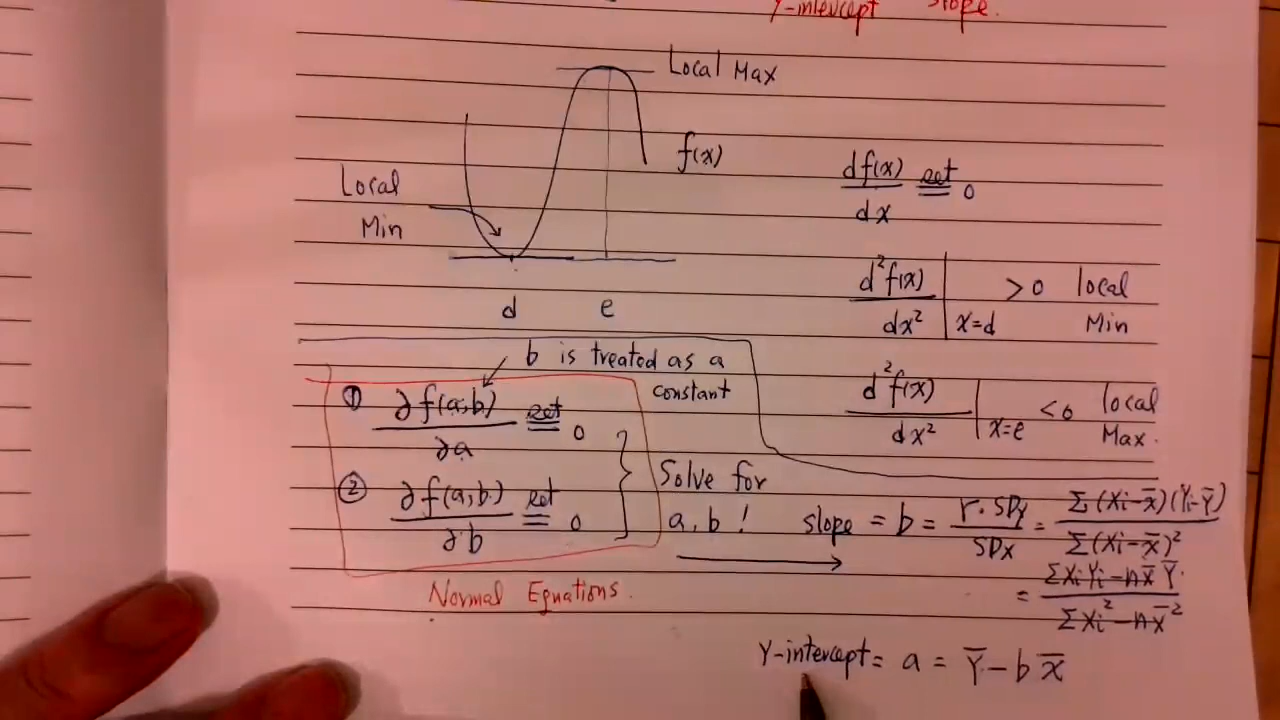 Y-intercept slope.
Local Max
f(x)
Local
Min
d e
df(x)/dx set= 0
d²f(x)/dx² | x=d >0 local
Min
d²f(x)/dx² | x=e <0 local
Max.
b is treated as a
constant
① ∂f(a,b)/∂a set= 0
② ∂f(a,b)/∂b set= 0
Solve for
a, b !
Normal Equations.
slope = b = r·SDy/SDx = Σ(Xi-x̄)(Yi-Ȳ)/Σ(Xi-x̄)²
= ΣXiYi-nx̄Ȳ/ΣXi²-nx̄²
Y-intercept = a = Ȳ-bx̄